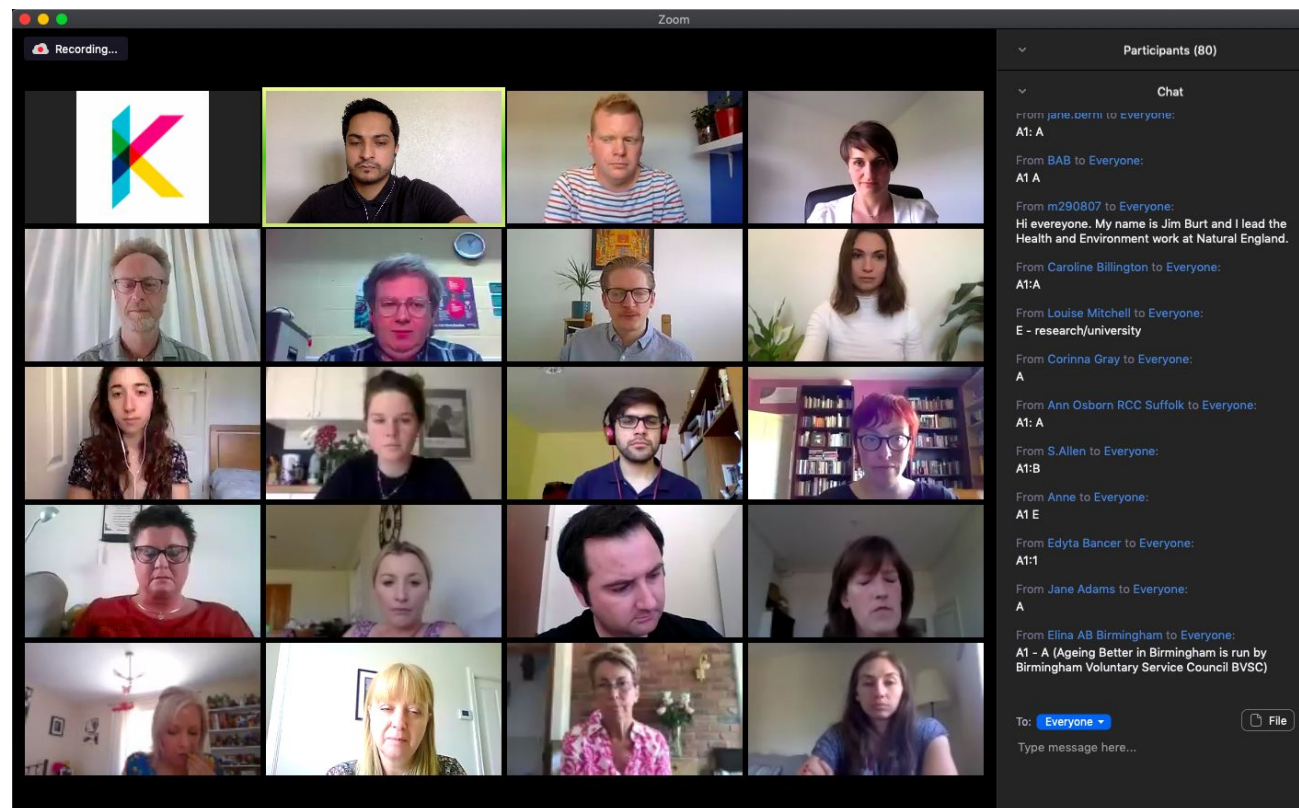 Zoom
Recording...
Participants (80)
Chat
From jane.berni to Everyone:
A1: A
From BAB to Everyone:
A1 A
From m290807 to Everyone:
Hi evereyone. My name is Jim Burt and I lead the
Health and Environment work at Natural England.
From Caroline Billington to Everyone:
A1:A
From Louise Mitchell to Everyone:
E - research/university
From Corinna Gray to Everyone:
A
From Ann Osborn RCC Suffolk to Everyone:
A1: A
From S.Allen to Everyone:
A1:B
From Anne to Everyone:
A1 E
From Edyta Bancer to Everyone:
A1:1
From Jane Adams to Everyone:
A
From Elina AB Birmingham to Everyone:
A1 - A (Ageing Better in Birmingham is run by
Birmingham Voluntary Service Council BVSC)
To: Everyone
File
Type message here...